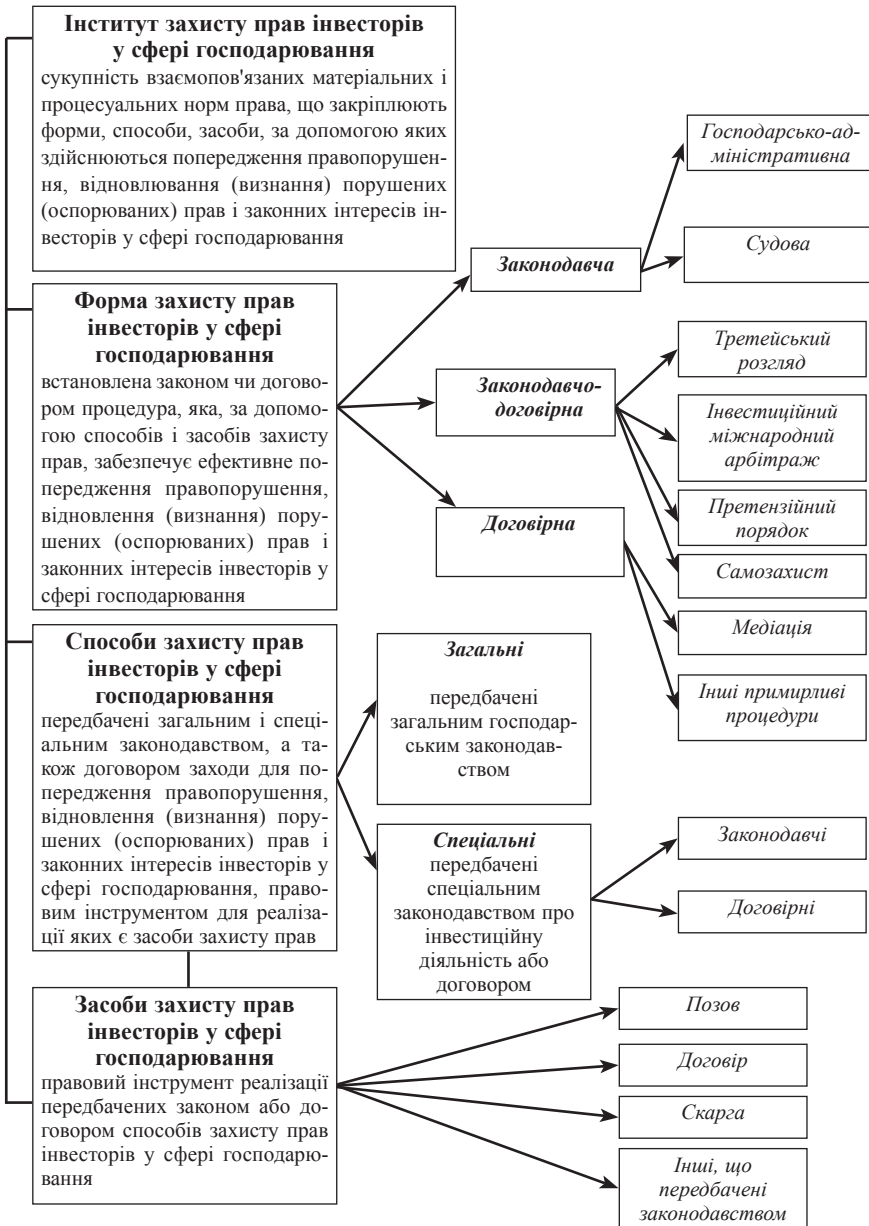 Інститут захисту прав інвесторів
у сфері господарювання
сукупність взаємопов'язаних матеріальних і
процесуальних норм права, що закріплюють
форми, способи, засоби, за допомогою яких
здійснюються попередження правопорушен-
ня, відновлювання (визнання) порушених
(оспорюваних) прав і законних інтересів ін-
весторів у сфері господарювання
Форма захисту прав
інвесторів у сфері
господарювання
встановлена законом чи догово-
ром процедура, яка, за допомо-
гою способів і засобів захисту
прав, забезпечує ефективне по-
передження правопорушення,
відновлення (визнання) пору-
шених (оспорюваних) прав і
законних інтересів інвесторів у
сфері господарювання
Законодавча
Господарсько-ад-
міністративна
Судова
Законодавчо-
договірна
Третейський
розгляд
Інвестиційний
міжнародний
арбітраж
Претензійний
порядок
Самозахист
Договірна
Медіація
Інші примирливі
процедури
Способи захисту прав
інвесторів у сфері
господарювання
передбачені загальним і спеці-
альним законодавством, а та-
кож договором заходи для по-
передження правопорушення,
відновлення (визнання) пору-
шених (оспорюваних) прав і
законних інтересів інвесторів у
сфері господарювання, право-
вим інструментом для реаліза-
ції яких є засоби захисту прав
Загальні
передбачені
загальним господар-
ським законодав-
ством
Спеціальні
передбачені
спеціальним
законодавством про
інвестиційну
діяльність або
договором
Законодавчі
Договірні
Засоби захисту прав
інвесторів у сфері
господарювання
правовий інструмент реалізації
передбачених законом або до-
говором способів захисту прав
інвесторів у сфері господарю-
вання
Позов
Договір
Скарга
Інші, що
передбачені
законодавством